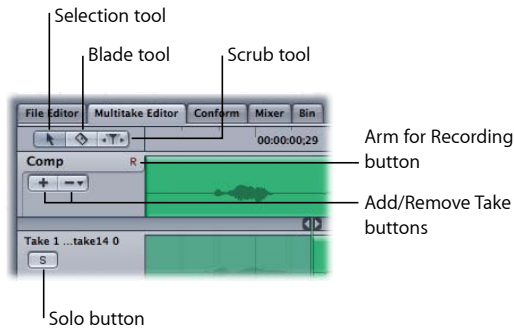 Selection tool
Blade tool
Scrub tool
File Editor Multitake Editor Conform Mixer Bin
00:00:00;29
Comp R
Arm for Recording
button
Add/Remove Take
buttons
Take 1 ...take14 0
S
Solo button